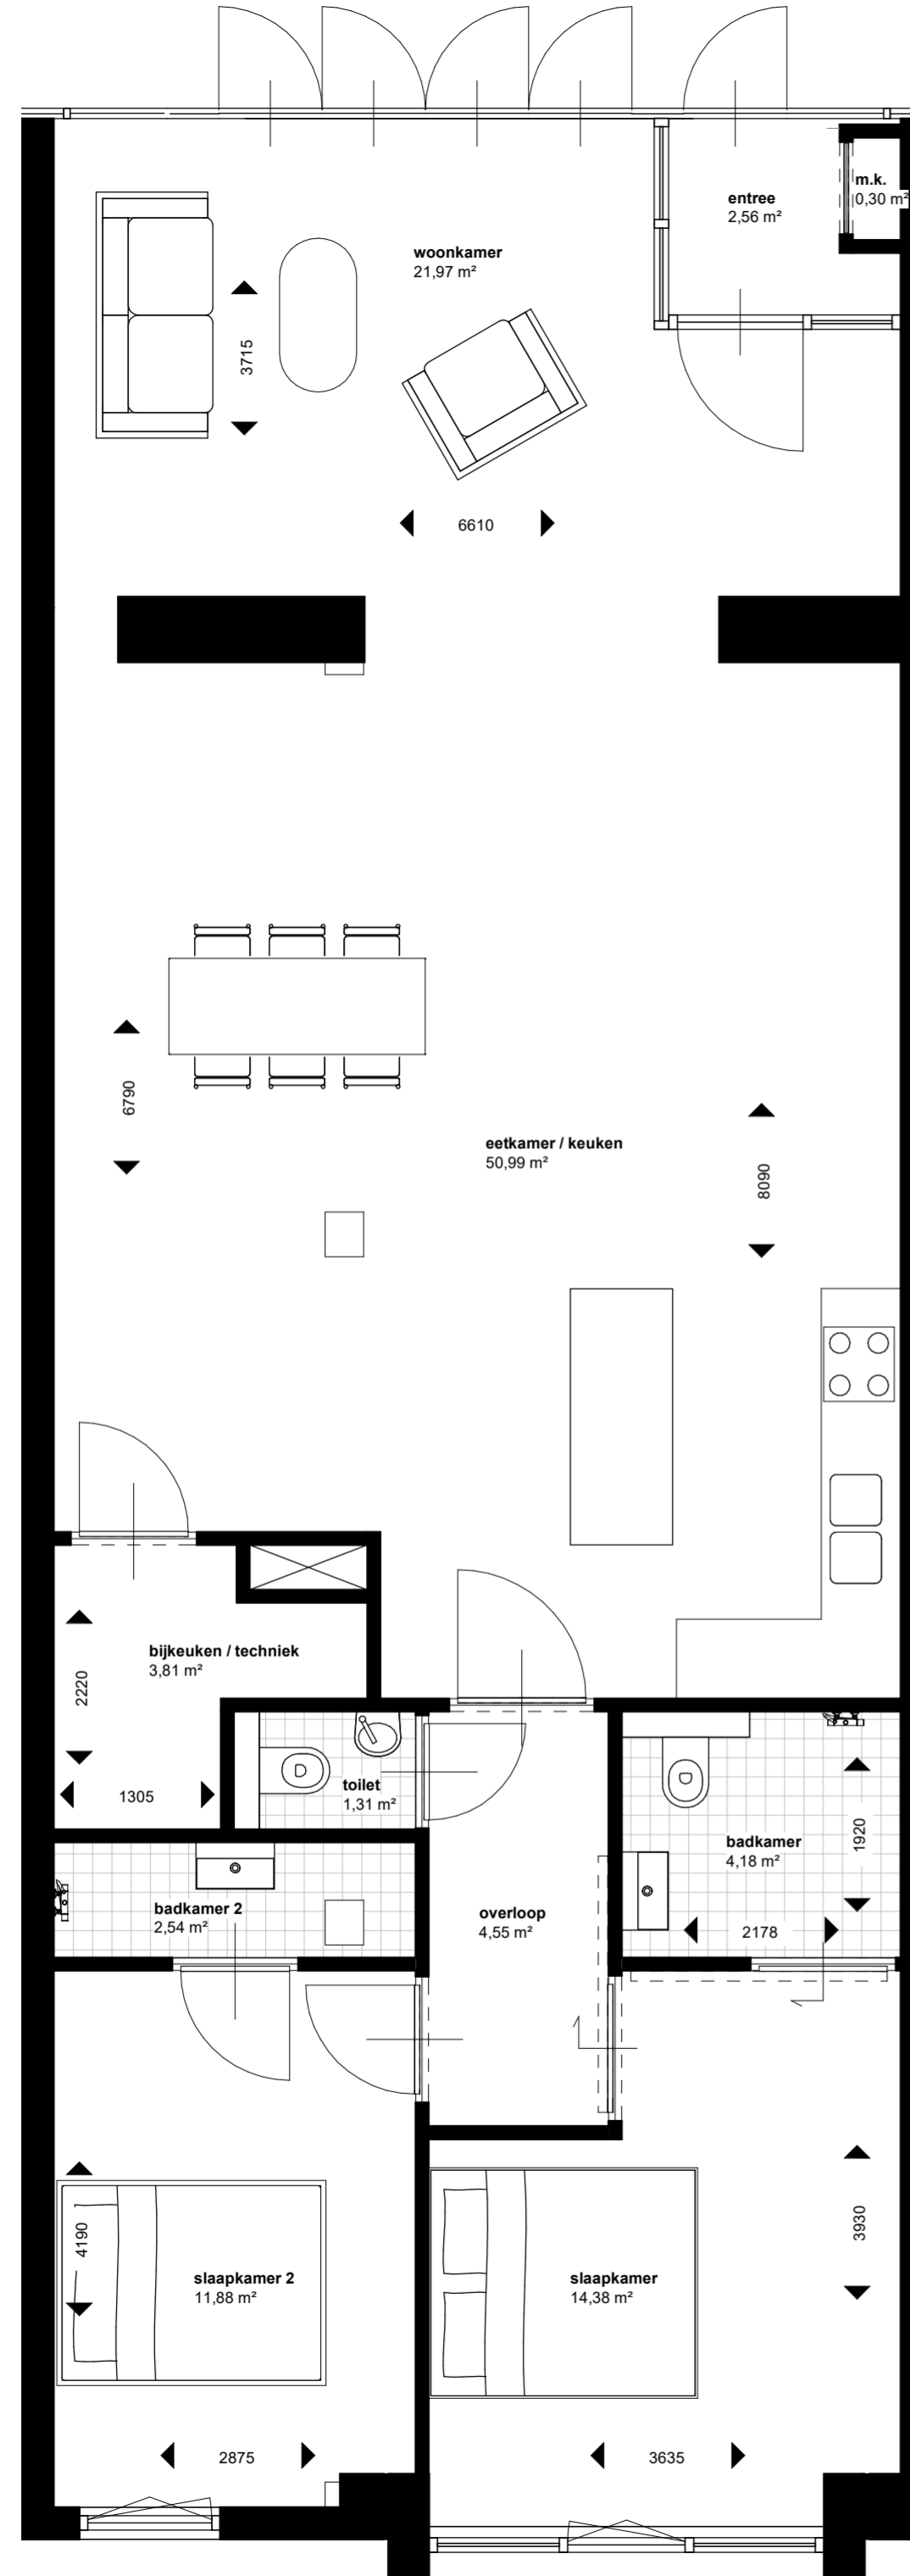 m.k.
0,30 m²
entree
2,56 m²
woonkamer
21,97 m²
3715
6610
6790
eetkamer / keuken
50,99 m²
8090
bijkeuken / techniek
3,81 m²
2220
1305
toilet
1,31 m²
badkamer
4,18 m²
1920
2178
badkamer 2
2,54 m²
overloop
4,55 m²
4190
3930
slaapkamer 2
11,88 m²
slaapkamer
14,38 m²
2875
3635